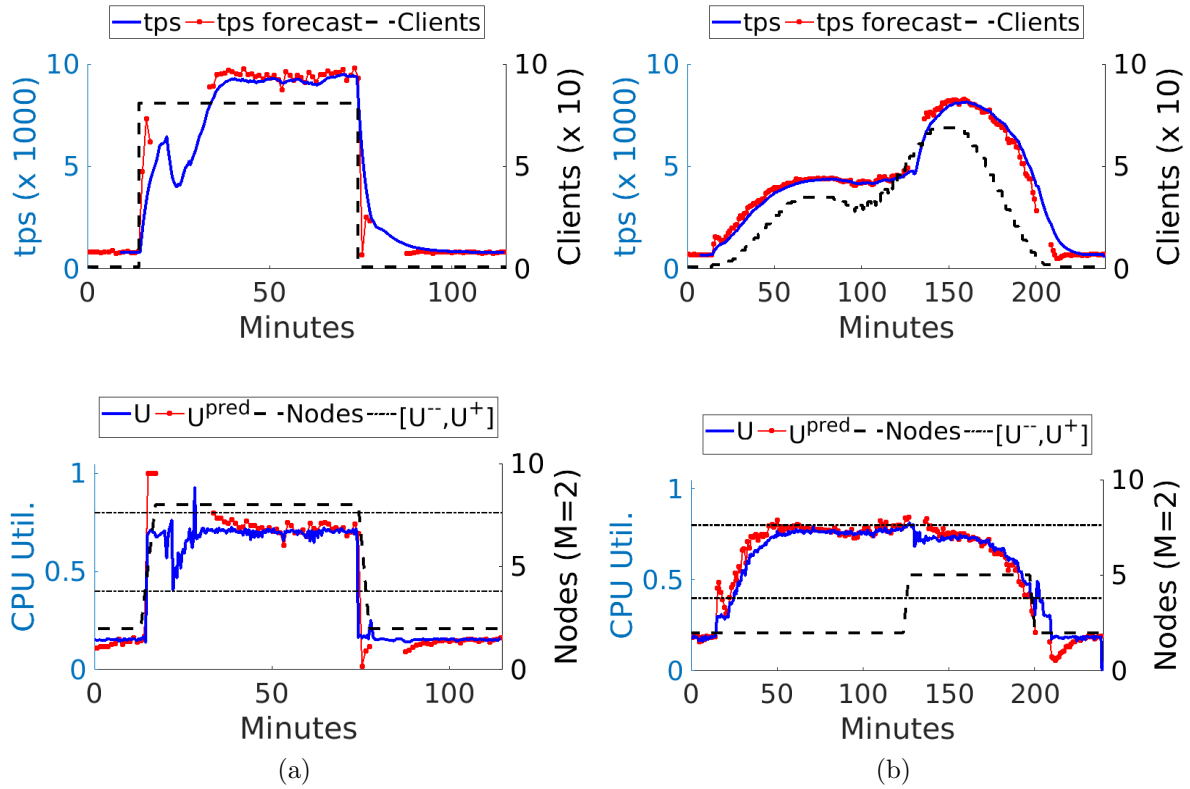 tps tps forecast Clients
10
5
0
tps (x 1000)
10
5
0
Clients (x 10)
0 50 100
Minutes
tps tps forecast Clients
10
5
0
tps (x 1000)
10
5
0
Clients (x 10)
0 50 100 150 200
Minutes
U U^pred Nodes [U^--,U^+]
1
0.5
0
CPU Util.
10
5
0
Nodes (M=2)
0 50 100
Minutes
(a)
U U^pred Nodes [U^--,U^+]
1
0.5
0
CPU Util.
10
5
0
Nodes (M=2)
0 50 100 150 200
Minutes
(b)